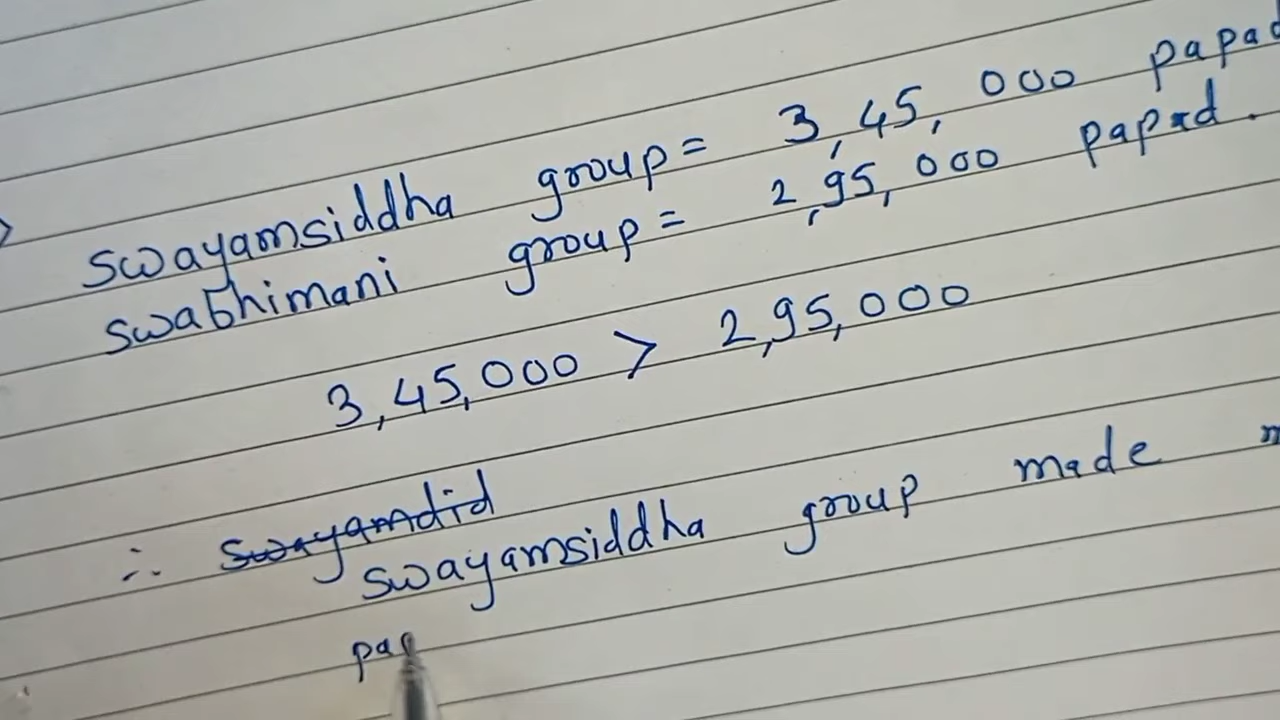 Swayamsiddha group = 3,45,000 papad
Swabhimani group = 2,95,000 papad.
3,45,000 > 2,95,000
∴ Swayamdid
Swayamsiddha group made